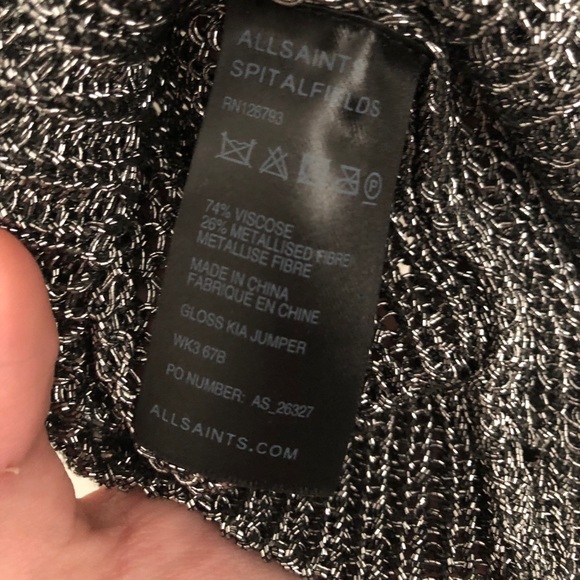 ALLSAINTS
SPITALFIELDS
RN128793
P
74% VISCOSE
26% METALLISED FIBRE
METALLISE FIBRE
MADE IN CHINA
FABRIQUÉ EN CHINE
GLOSS KIA JUMPER
WK3 67B
PO NUMBER: AS_26327
ALLSAINTS.COM